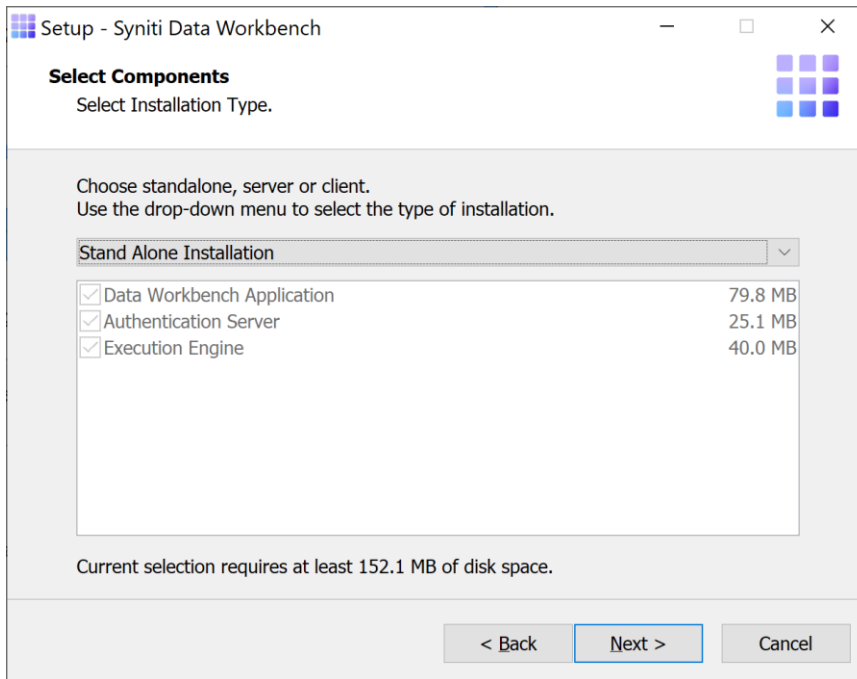 Setup - Syniti Data Workbench
Select Components
Select Installation Type.
Choose standalone, server or client.
Use the drop-down menu to select the type of installation.
Stand Alone Installation
Data Workbench Application 79.8 MB
Authentication Server 25.1 MB
Execution Engine 40.0 MB
Current selection requires at least 152.1 MB of disk space.
< Back Next > Cancel